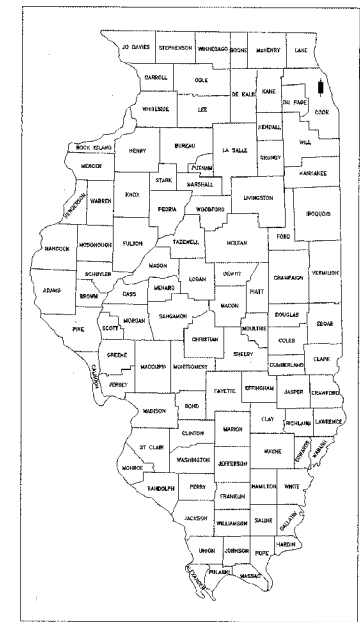 JO DAVIES STEPHENSON WINNEBAGO BOONE McHENRY LANE
CARROLL OGLE DE KALB KANE COOK
DU PAGE
WHITESIDE LEE
KENDALL
ROCK ISLAND HENRY BUREAU LA SALLE GRUNDY WILL
MERCER PUTNAM KANKAKEE
STARK MARSHALL
HENDERSON WARREN KNOX PEORIA WOODFORD LIVINGSTON IROQUOIS
HANCOCK McDONOUGH FULTON TAZEWELL McLEAN FORD
MASON
SCHUYLER LOGAN DEWITT CHAMPAIGN VERMILION
ADAMS BROWN CASS MENARD PIATT
MACON
MORGAN SANGAMON DOUGLAS EDGAR
PIKE SCOTT CHRISTIAN MOULTRIE COLES
GREENE SHELBY CLARK
CALHOUN MACOUPIN MONTGOMERY CUMBERLAND
JERSEY FAYETTE EFFINGHAM JASPER CRAWFORD
MADISON BOND
CLAY RICHLAND LAWRENCE
CLINTON MARION
ST CLAIR WAYNE EDWARDS WABASH
MONROE WASHINGTON JEFFERSON
RANDOLPH PERRY HAMILTON WHITE
FRANKLIN
JACKSON WILLIAMSON SALINE GALLATIN
UNION JOHNSON POPE HARDIN
ALEXANDER PULASKI MASSAC